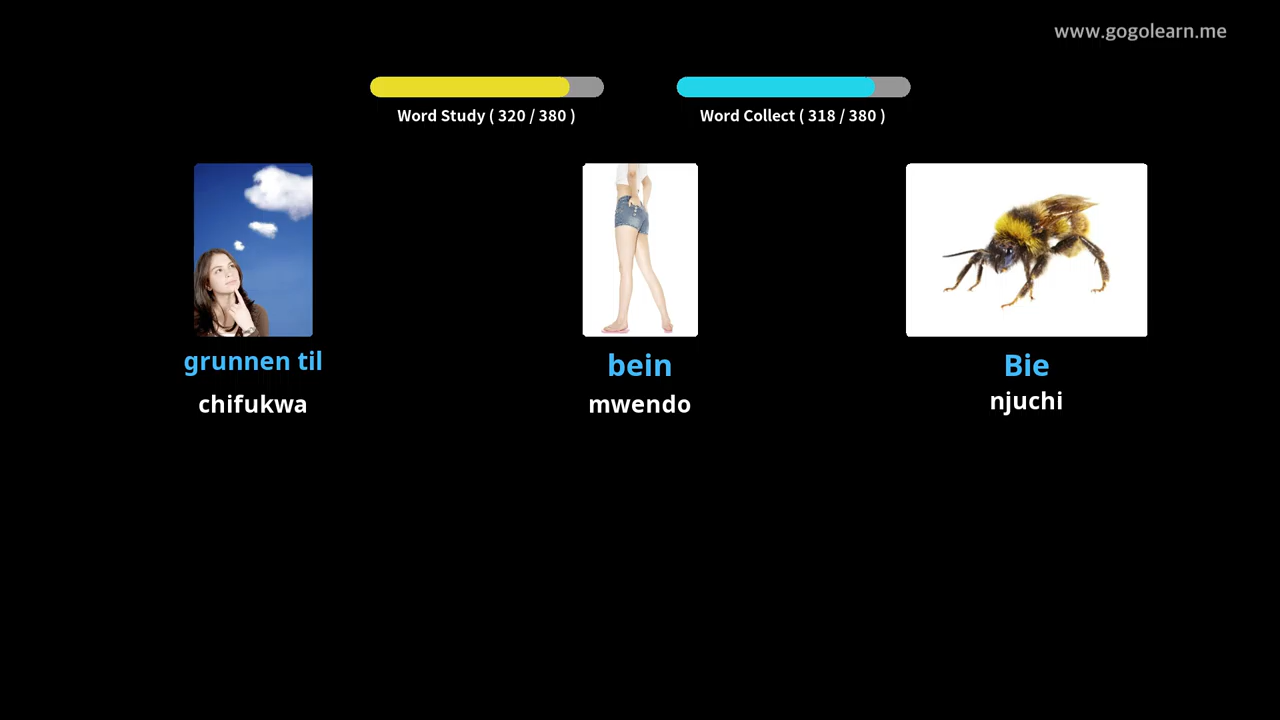 www.gogolearn.me
Word Study ( 320 / 380 )
Word Collect ( 318 / 380 )
grunnen til
bein
Bie
chifukwa
mwendo
njuchi